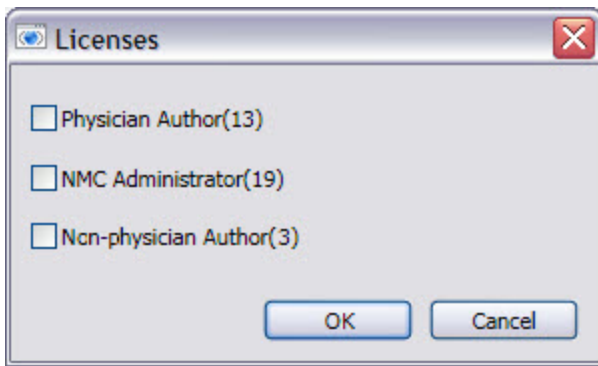 Licenses
Physician Author(13)
NMC Administrator(19)
Non-physician Author(3)
OK Cancel